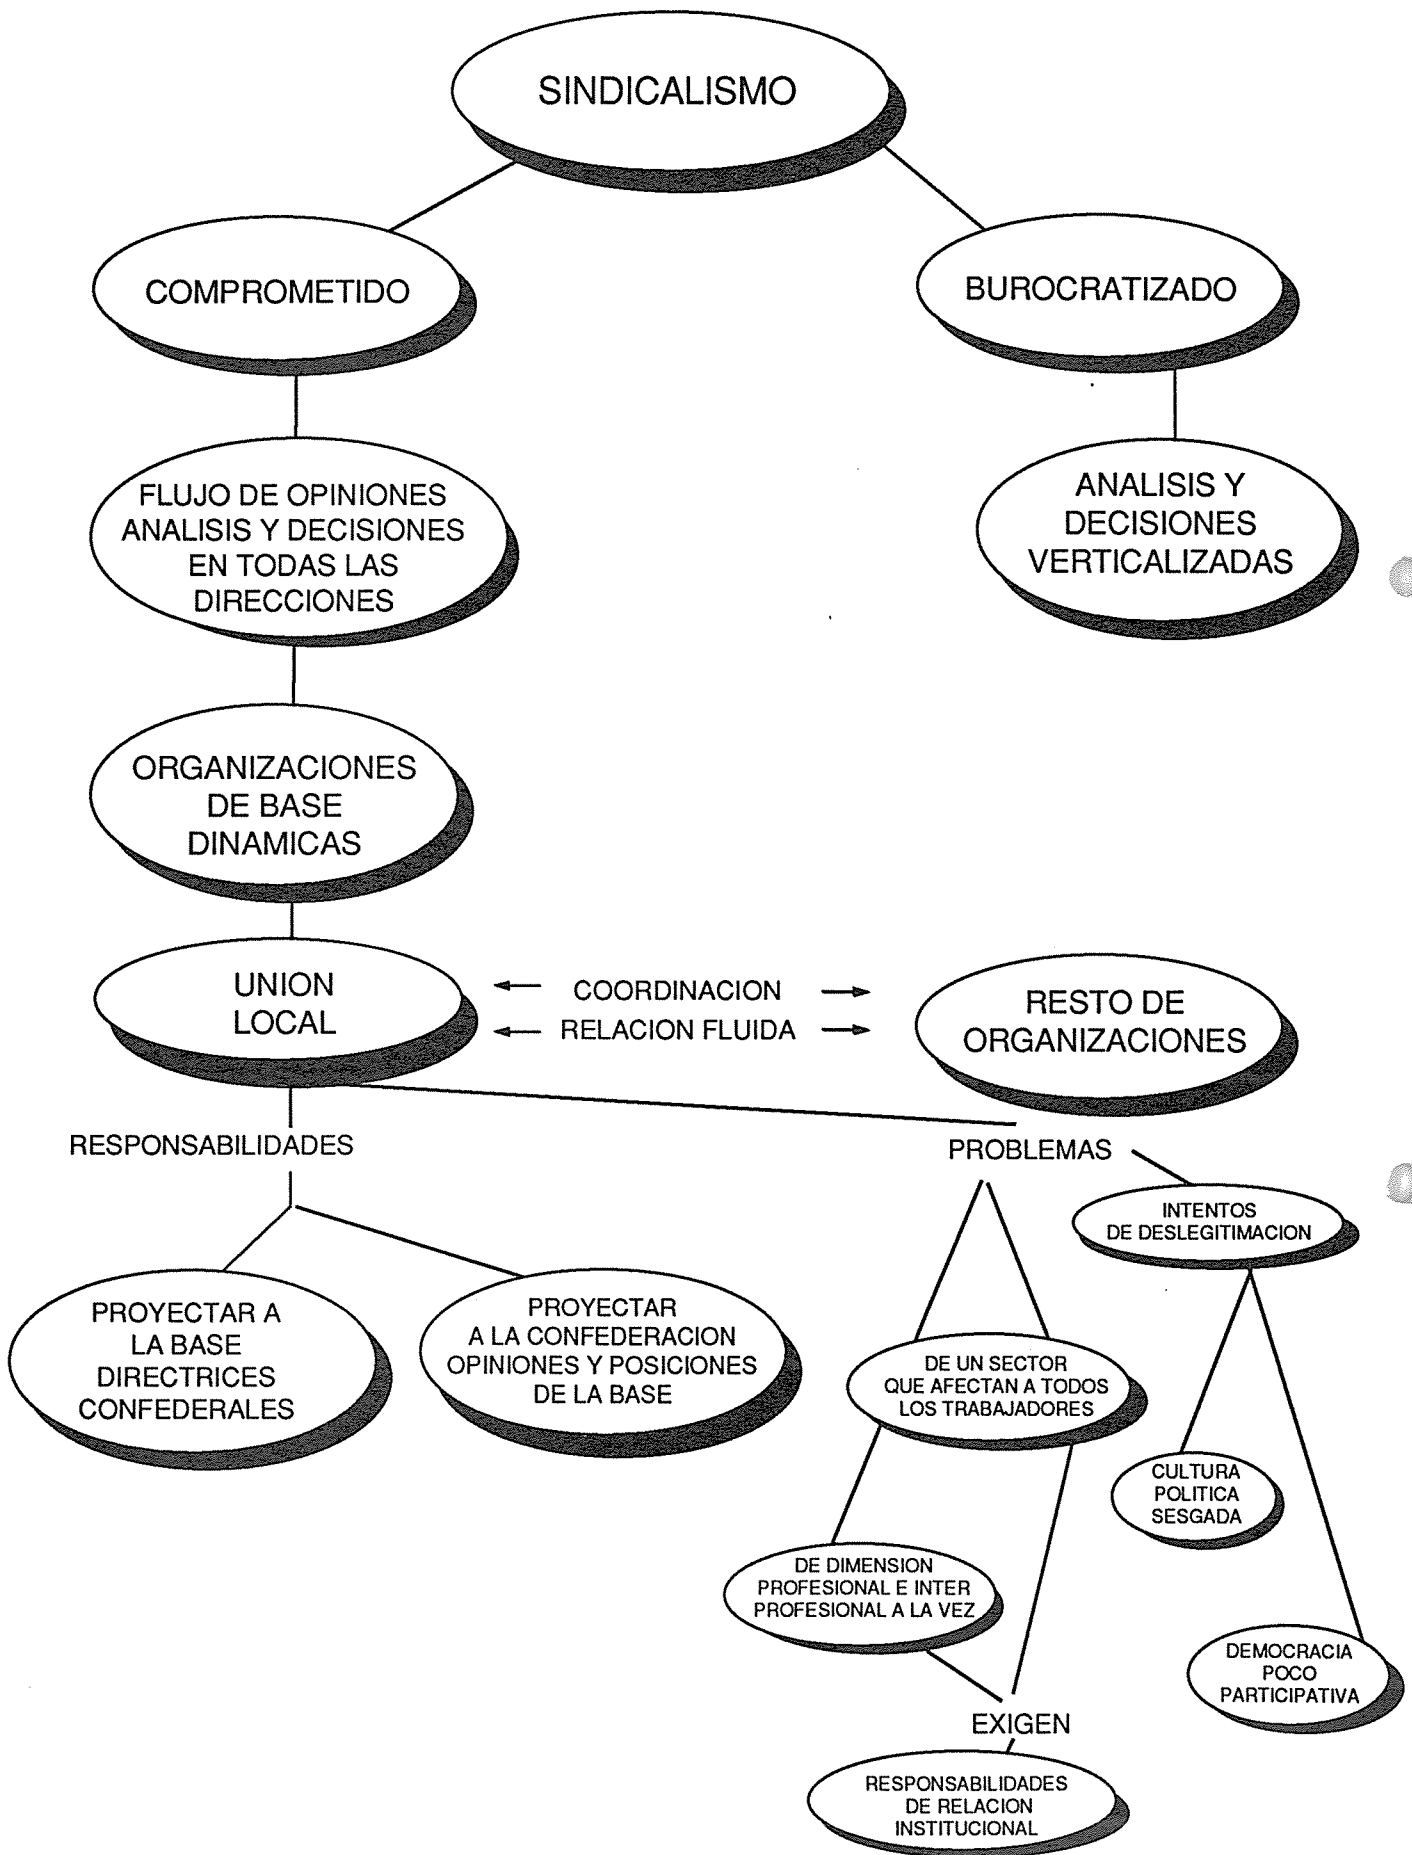 SINDICALISMO
COMPROMETIDO
BUROCRATIZADO
FLUJO DE OPINIONES
ANALISIS Y DECISIONES
EN TODAS LAS
DIRECCIONES
ANALISIS Y
DECISIONES
VERTICALIZADAS
ORGANIZACIONES
DE BASE
DINAMICAS
UNION
LOCAL
COORDINACION
RELACION FLUIDA
RESTO DE
ORGANIZACIONES
RESPONSABILIDADES
PROBLEMAS
INTENTOS
DE DESLEGITIMACION
PROYECTAR A
LA BASE
DIRECTRICES
CONFEDERALES
PROYECTAR
A LA CONFEDERACION
OPINIONES Y POSICIONES
DE LA BASE
DE UN SECTOR
QUE AFECTAN A TODOS
LOS TRABAJADORES
CULTURA
POLITICA
SESGADA
DE DIMENSION
PROFESIONAL E INTER
PROFESIONAL A LA VEZ
DEMOCRACIA
POCO
PARTICIPATIVA
EXIGEN
RESPONSABILIDADES
DE RELACION
INSTITUCIONAL